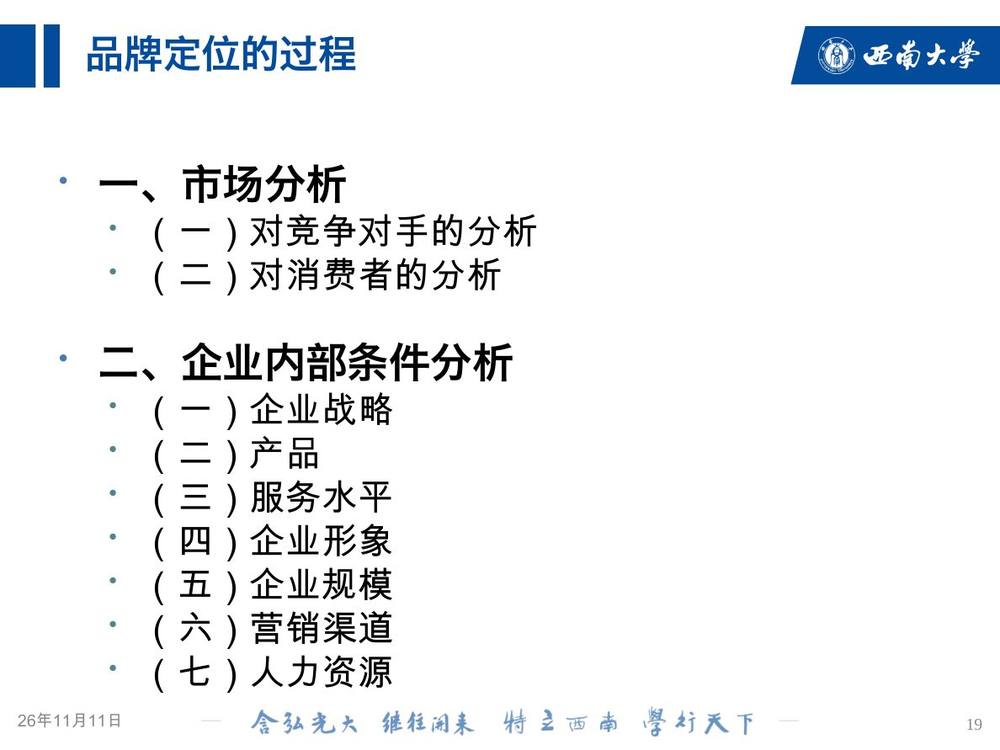 品牌定位的过程
西南大学
一、市场分析
（一）对竞争对手的分析
（二）对消费者的分析
二、企业内部条件分析
（一）企业战略
（二）产品
（三）服务水平
（四）企业形象
（五）企业规模
（六）营销渠道
（七）人力资源
26年11月11日
含弘光大 继往开来 特立西南 學行天下
19